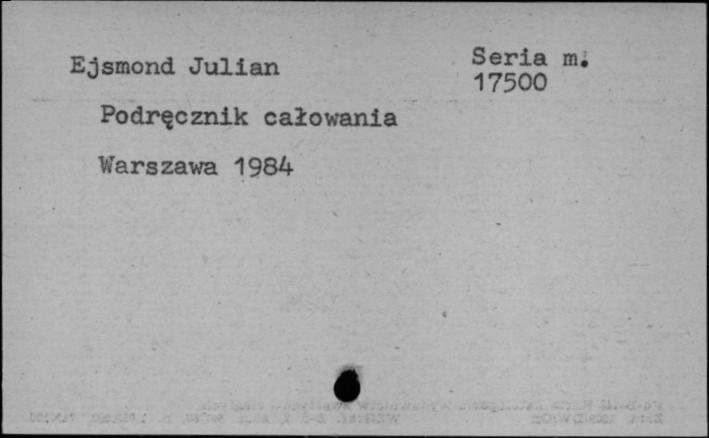 Ejsmond Julian
Seria m.
17500
Podręcznik całowania
Warszawa 1984